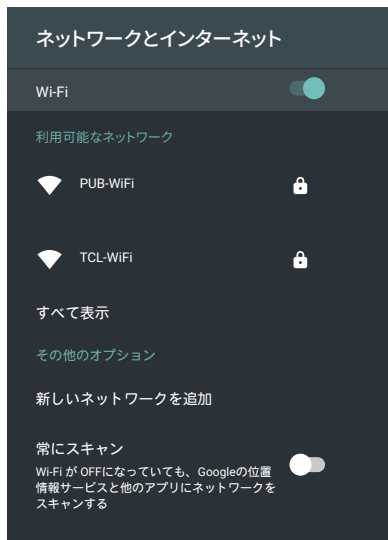 ネットワークとインターネット
Wi-Fi
利用可能なネットワーク
PUB-WiFi
TCL-WiFi
すべて表示
その他のオプション
新しいネットワークを追加
常にスキャン
Wi-Fi が OFFになっていても、Googleの位置
情報サービスと他のアプリにネットワークを
スキャンする